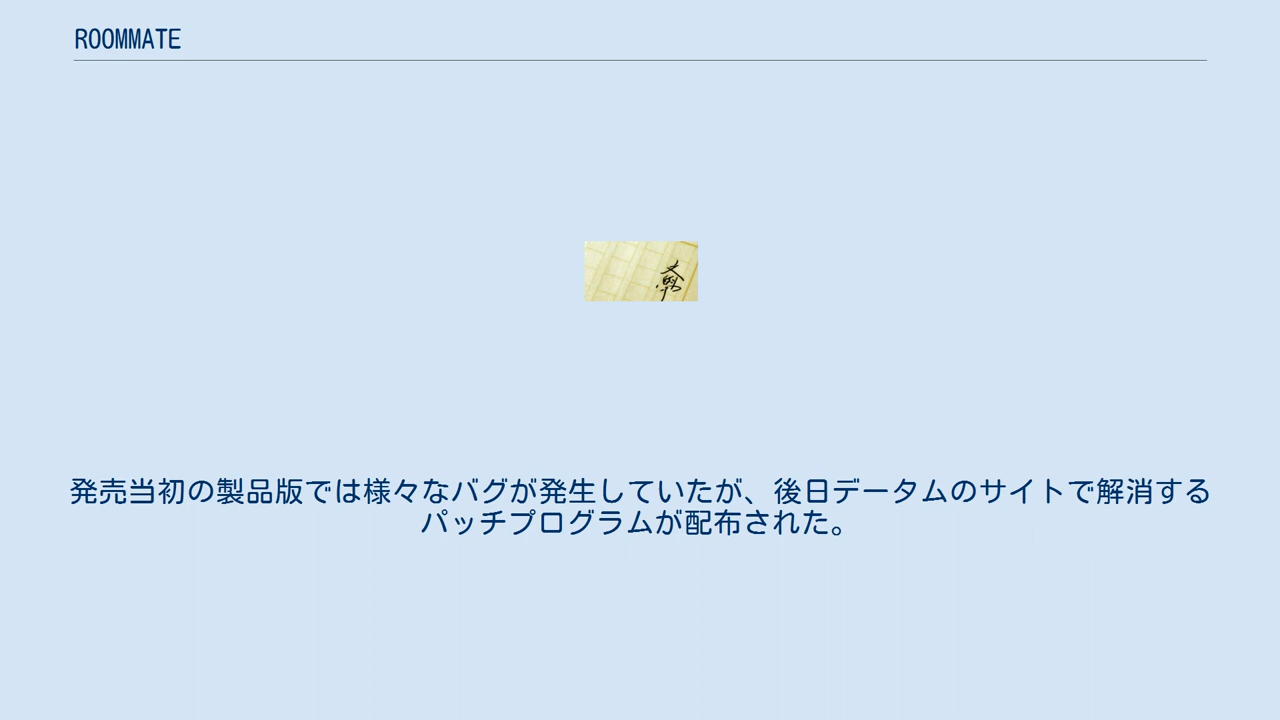 ROOMMATE
発売当初の製品版では様々なバグが発生していたが、後日データムのサイトで解消する
パッチプログラムが配布された。